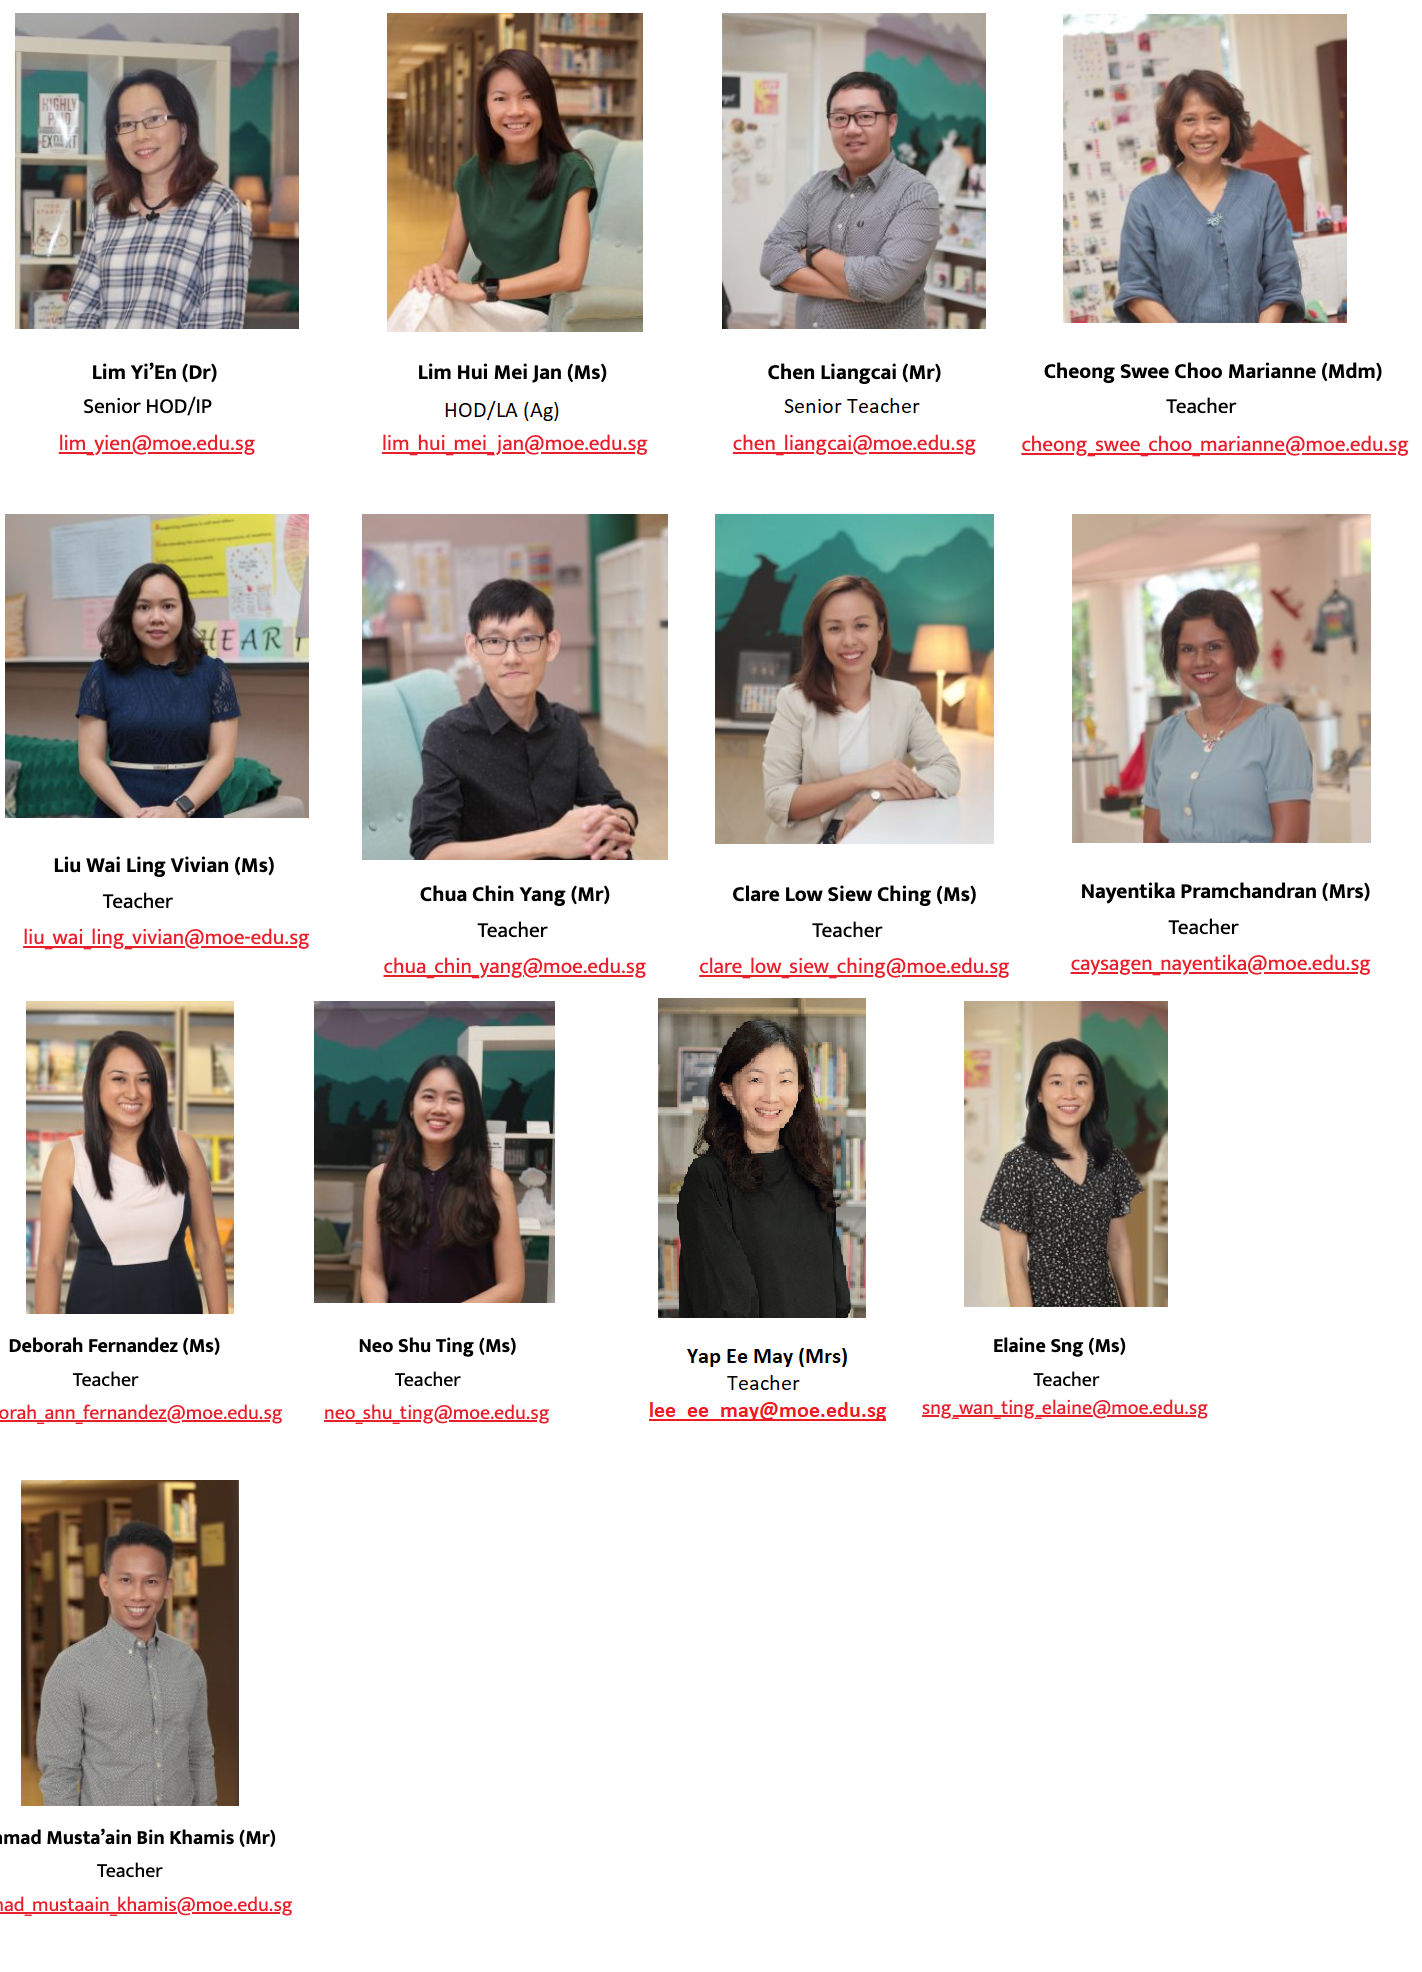 HIGHLY
PAID
EXPERT
Lim Yi’En (Dr)
Senior HOD/IP
lim_yien@moe.edu.sg
Lim Hui Mei Jan (Ms)
HOD/LA (Ag)
lim_hui_mei_jan@moe.edu.sg
Chen Liangcai (Mr)
Senior Teacher
chen_liangcai@moe.edu.sg
Cheong Swee Choo Marianne (Mdm)
Teacher
cheong_swee_choo_marianne@moe.edu.sg
HEART
Liu Wai Ling Vivian (Ms)
Teacher
liu_wai_ling_vivian@moe-edu.sg
Chua Chin Yang (Mr)
Teacher
chua_chin_yang@moe.edu.sg
Clare Low Siew Ching (Ms)
Teacher
clare_low_siew_ching@moe.edu.sg
Nayentika Pramchandran (Mrs)
Teacher
caysagen_nayentika@moe.edu.sg
Deborah Fernandez (Ms)
Teacher
orah_ann_fernandez@moe.edu.sg
Neo Shu Ting (Ms)
Teacher
neo_shu_ting@moe.edu.sg
Yap Ee May (Mrs)
Teacher
lee_ee_may@moe.edu.sg
Elaine Sng (Ms)
Teacher
sng_wan_ting_elaine@moe.edu.sg
mad Musta’ain Bin Khamis (Mr)
Teacher
ad_mustaain_khamis@moe.edu.sg